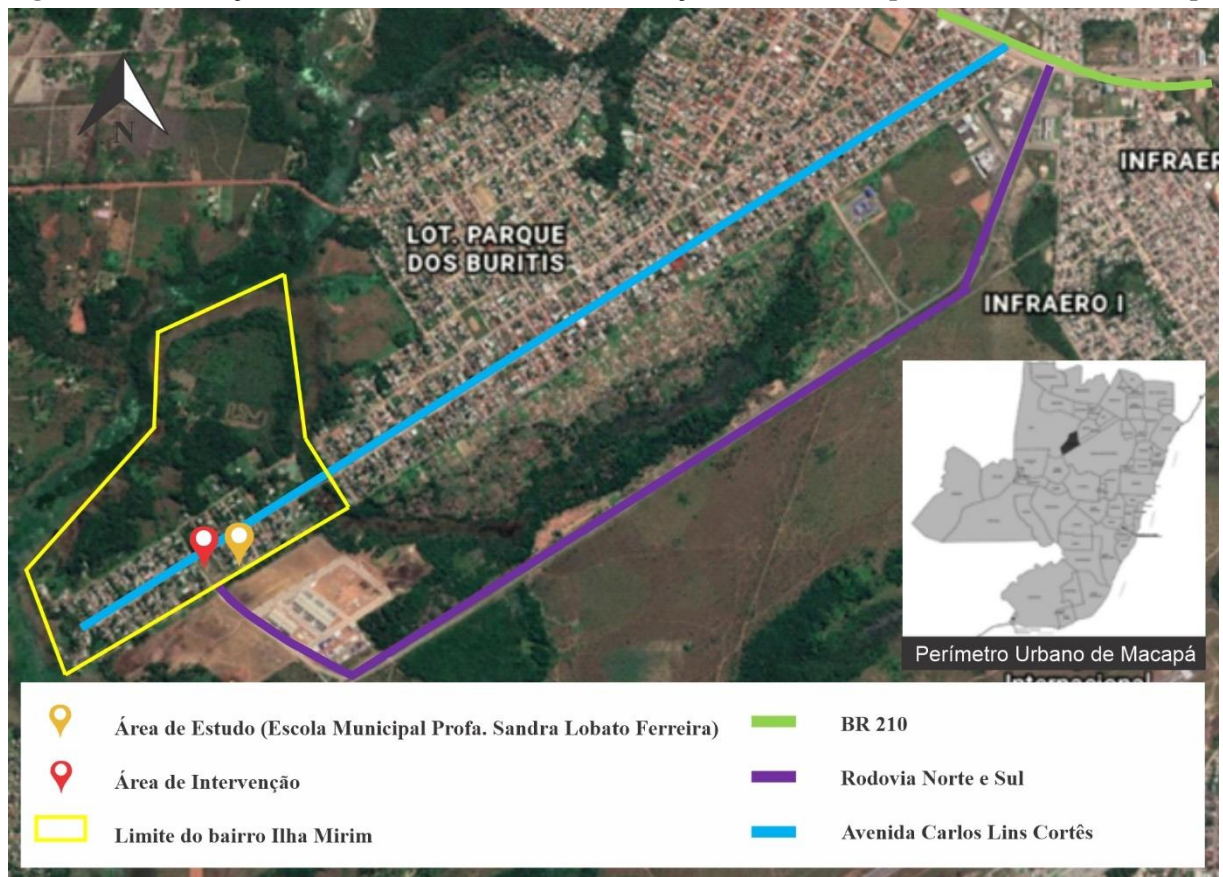 N
LOT. PARQUE
DOS BURITIS
INFRAER
INFRAERO I
Perímetro Urbano de Macapá
Internacional
Área de Estudo (Escola Municipal Profa. Sandra Lobato Ferreira)
Área de Intervenção
Limite do bairro Ilha Mirim
BR 210
Rodovia Norte e Sul
Avenida Carlos Lins Cortês